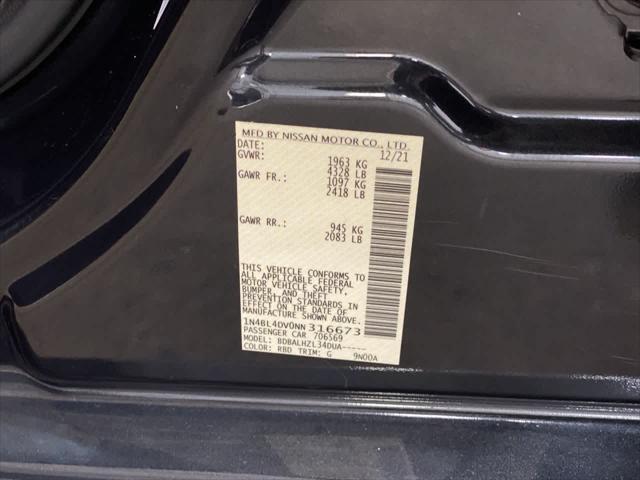 MFD BY NISSAN MOTOR CO., LTD.
DATE: 12/21
GVWR: 1963 KG
4328 LB
GAWR FR.: 1097 KG
2418 LB
GAWR RR.: 945 KG
2083 LB
THIS VEHICLE CONFORMS TO
ALL APPLICABLE FEDERAL
MOTOR VEHICLE SAFETY,
BUMPER, AND THEFT
PREVENTION STANDARDS IN
EFFECT ON THE DATE OF
MANUFACTURE SHOWN ABOVE.
1N4BL4DV0NN316673
PASSENGER CAR 706569
MODEL: BDBALHZL34DUA-----
COLOR: RBD TRIM: G 9N00A